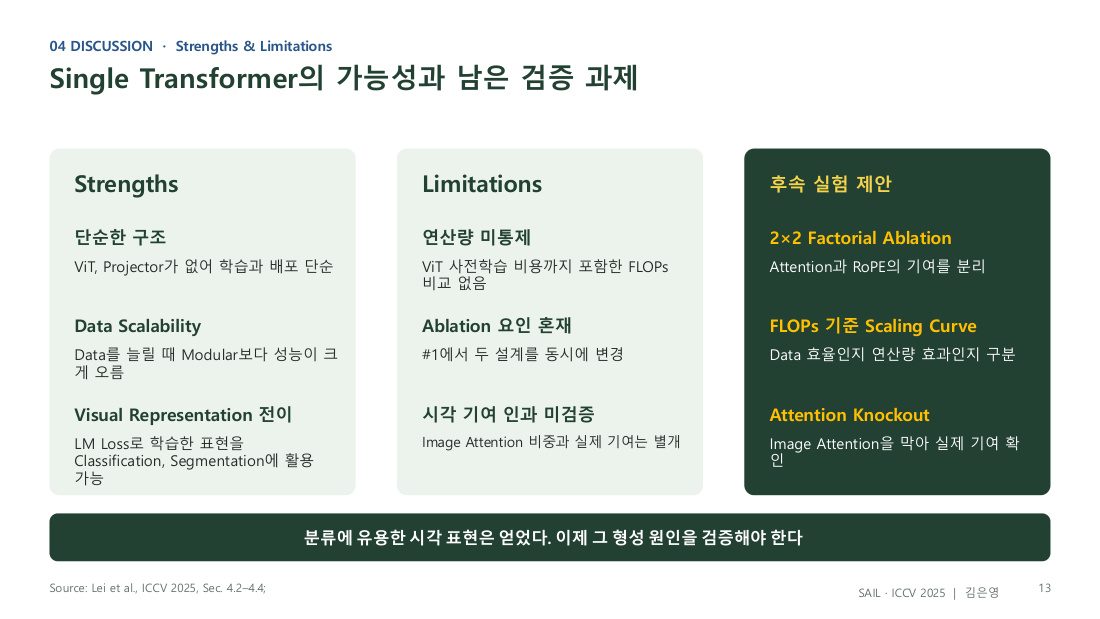 04 DISCUSSION · Strengths & Limitations
Single Transformer의 가능성과 남은 검증 과제
Strengths
단순한 구조
ViT, Projector가 없어 학습과 배포 단순
Data Scalability
Data를 늘릴 때 Modular보다 성능이 크
게 오름
Visual Representation 전이
LM Loss로 학습한 표현을
Classification, Segmentation에 활용
가능
Limitations
연산량 미통제
ViT 사전학습 비용까지 포함한 FLOPs
비교 없음
Ablation 요인 혼재
#1에서 두 설계를 동시에 변경
시각 기여 인과 미검증
Image Attention 비중과 실제 기여는 별개
후속 실험 제안
2×2 Factorial Ablation
Attention과 RoPE의 기여를 분리
FLOPs 기준 Scaling Curve
Data 효율인지 연산량 효과인지 구분
Attention Knockout
Image Attention을 막아 실제 기여 확
인
분류에 유용한 시각 표현은 얻었다. 이제 그 형성 원인을 검증해야 한다
Source: Lei et al., ICCV 2025, Sec. 4.2–4.4;
SAIL · ICCV 2025 | 김은영
13